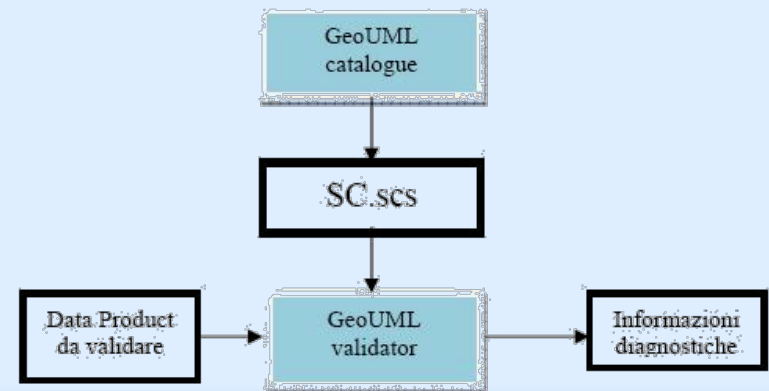 GeoUML
catalogue
SC.scs
Data Product
da validare
GeoUML
validator
Informazioni
diagnostiche